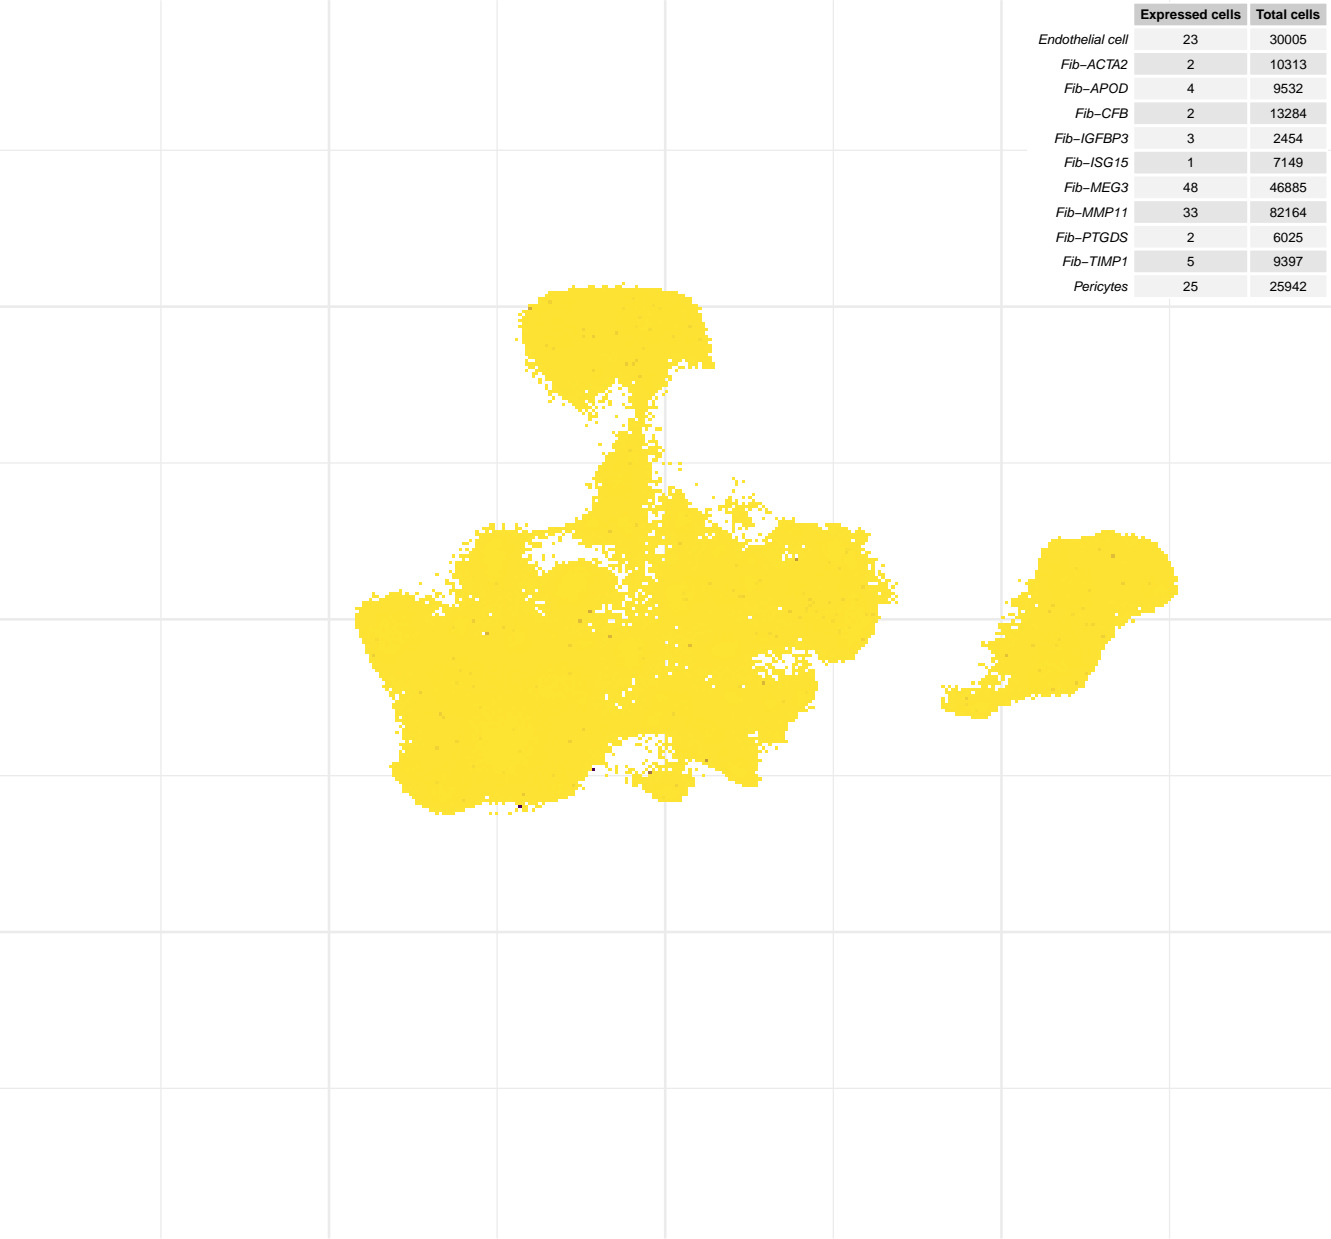 Expressed cells Total cells
Endothelial cell 23 30005
Fib−ACTA2 2 10313
Fib−APOD 4 9532
Fib−CFB 2 13284
Fib−IGFBP3 3 2454
Fib−ISG15 1 7149
Fib−MEG3 48 46885
Fib−MMP11 33 82164
Fib−PTGDS 2 6025
Fib−TIMP1 5 9397
Pericytes 25 25942